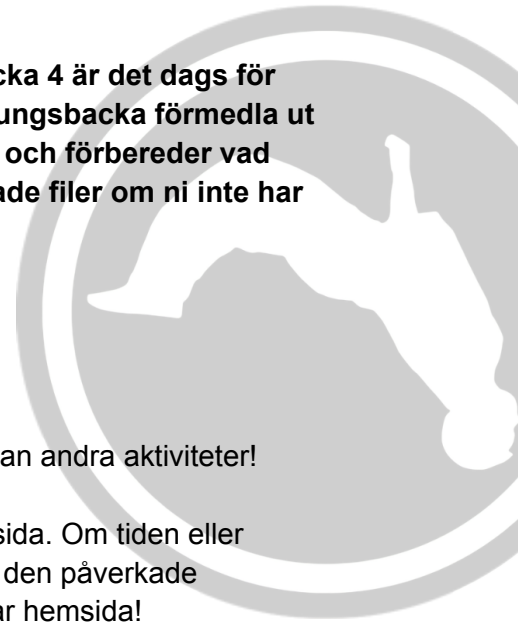 cka 4 är det dags för
ungsbacka förmedla ut
och förbereder vad
ade filer om ni inte har
an andra aktiviteter!
sida. Om tiden eller
den påverkade
ar hemsida!